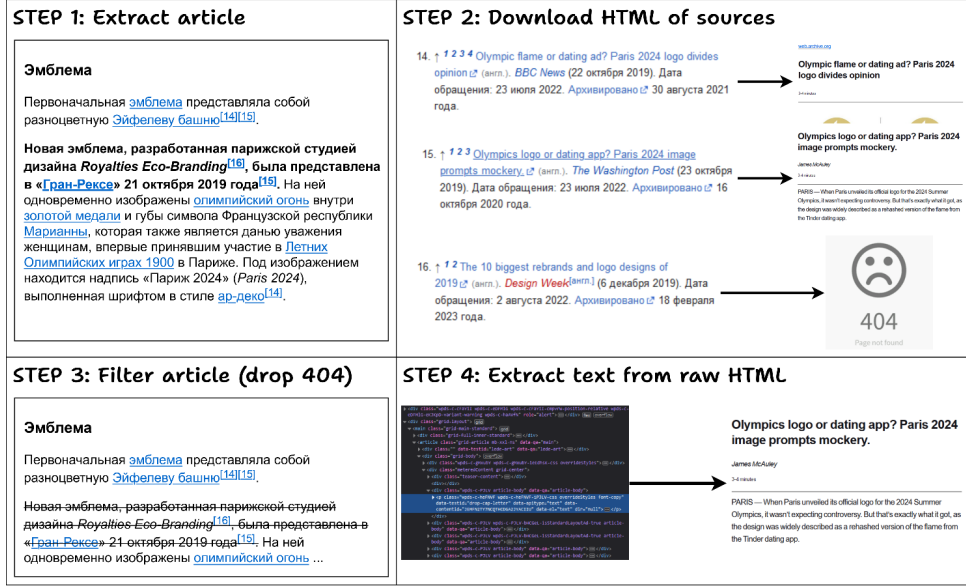 STEP 1: Extract article
Эмблема
Первоначальная эмблема представляла собой
разноцветную Эйфелеву башню[14][15].
Новая эмблема, разработанная парижской студией
дизайна Royalties Eco-Branding[16], была представлена
в «Гран-Рексе» 21 октября 2019 года[15]. На ней
одновременно изображены олимпийский огонь внутри
золотой медали и губы символа Французской республики
Марианны, которая также является данью уважения
женщинам, впервые принявшим участие в Летних
Олимпийских играх 1900 в Париже. Под изображением
находится надпись «Париж 2024» (Paris 2024),
выполненная шрифтом в стиле ар-деко[14].
STEP 2: Download HTML of sources
14. ↑ 1 2 3 4 Olympic flame or dating ad? Paris 2024 logo divides
opinion (англ.). BBC News (22 октября 2019). Дата
обращения: 23 июля 2022. Архивировано 30 августа 2021
года.
web.archive.org
Olympic flame or dating ad? Paris 2024
logo divides opinion
3-4 minutes
15. ↑ 1 2 3 Olympics logo or dating app? Paris 2024 image
prompts mockery. (англ.). The Washington Post (23 октября
2019). Дата обращения: 23 июля 2022. Архивировано 16
октября 2020 года.
Olympics logo or dating app? Paris 2024
image prompts mockery.
James McAuley
3-4 minutes
PARIS — When Paris unveiled its official logo for the 2024 Summer
Olympics, it wasn't expecting controversy. But that's exactly what it got, as
the design was widely described as a rehashed version of the flame from
the Tinder dating app.
16. ↑ 1 2 The 10 biggest rebrands and logo designs of
2019 (англ.). Design Week[англ.] (6 декабря 2019). Дата
обращения: 2 августа 2022. Архивировано 18 февраля
2023 года.
404
Page not found
STEP 3: Filter article (drop 404)
Эмблема
Первоначальная эмблема представляла собой
разноцветную Эйфелеву башню[14][15].
Новая эмблема, разработанная парижской студией
дизайна Royalties Eco-Branding[16], была представлена в
«Гран-Рексе» 21 октября 2019 года[15]. На ней
одновременно изображены олимпийский огонь ...
STEP 4: Extract text from raw HTML
Olympics logo or dating app? Paris 2024
image prompts mockery.
James McAuley
3–4 minutes
PARIS — When Paris unveiled its official logo for the 2024 Summer
Olympics, it wasn't expecting controversy. But that's exactly what it got, as
the design was widely described as a rehashed version of the flame from
the Tinder dating app.